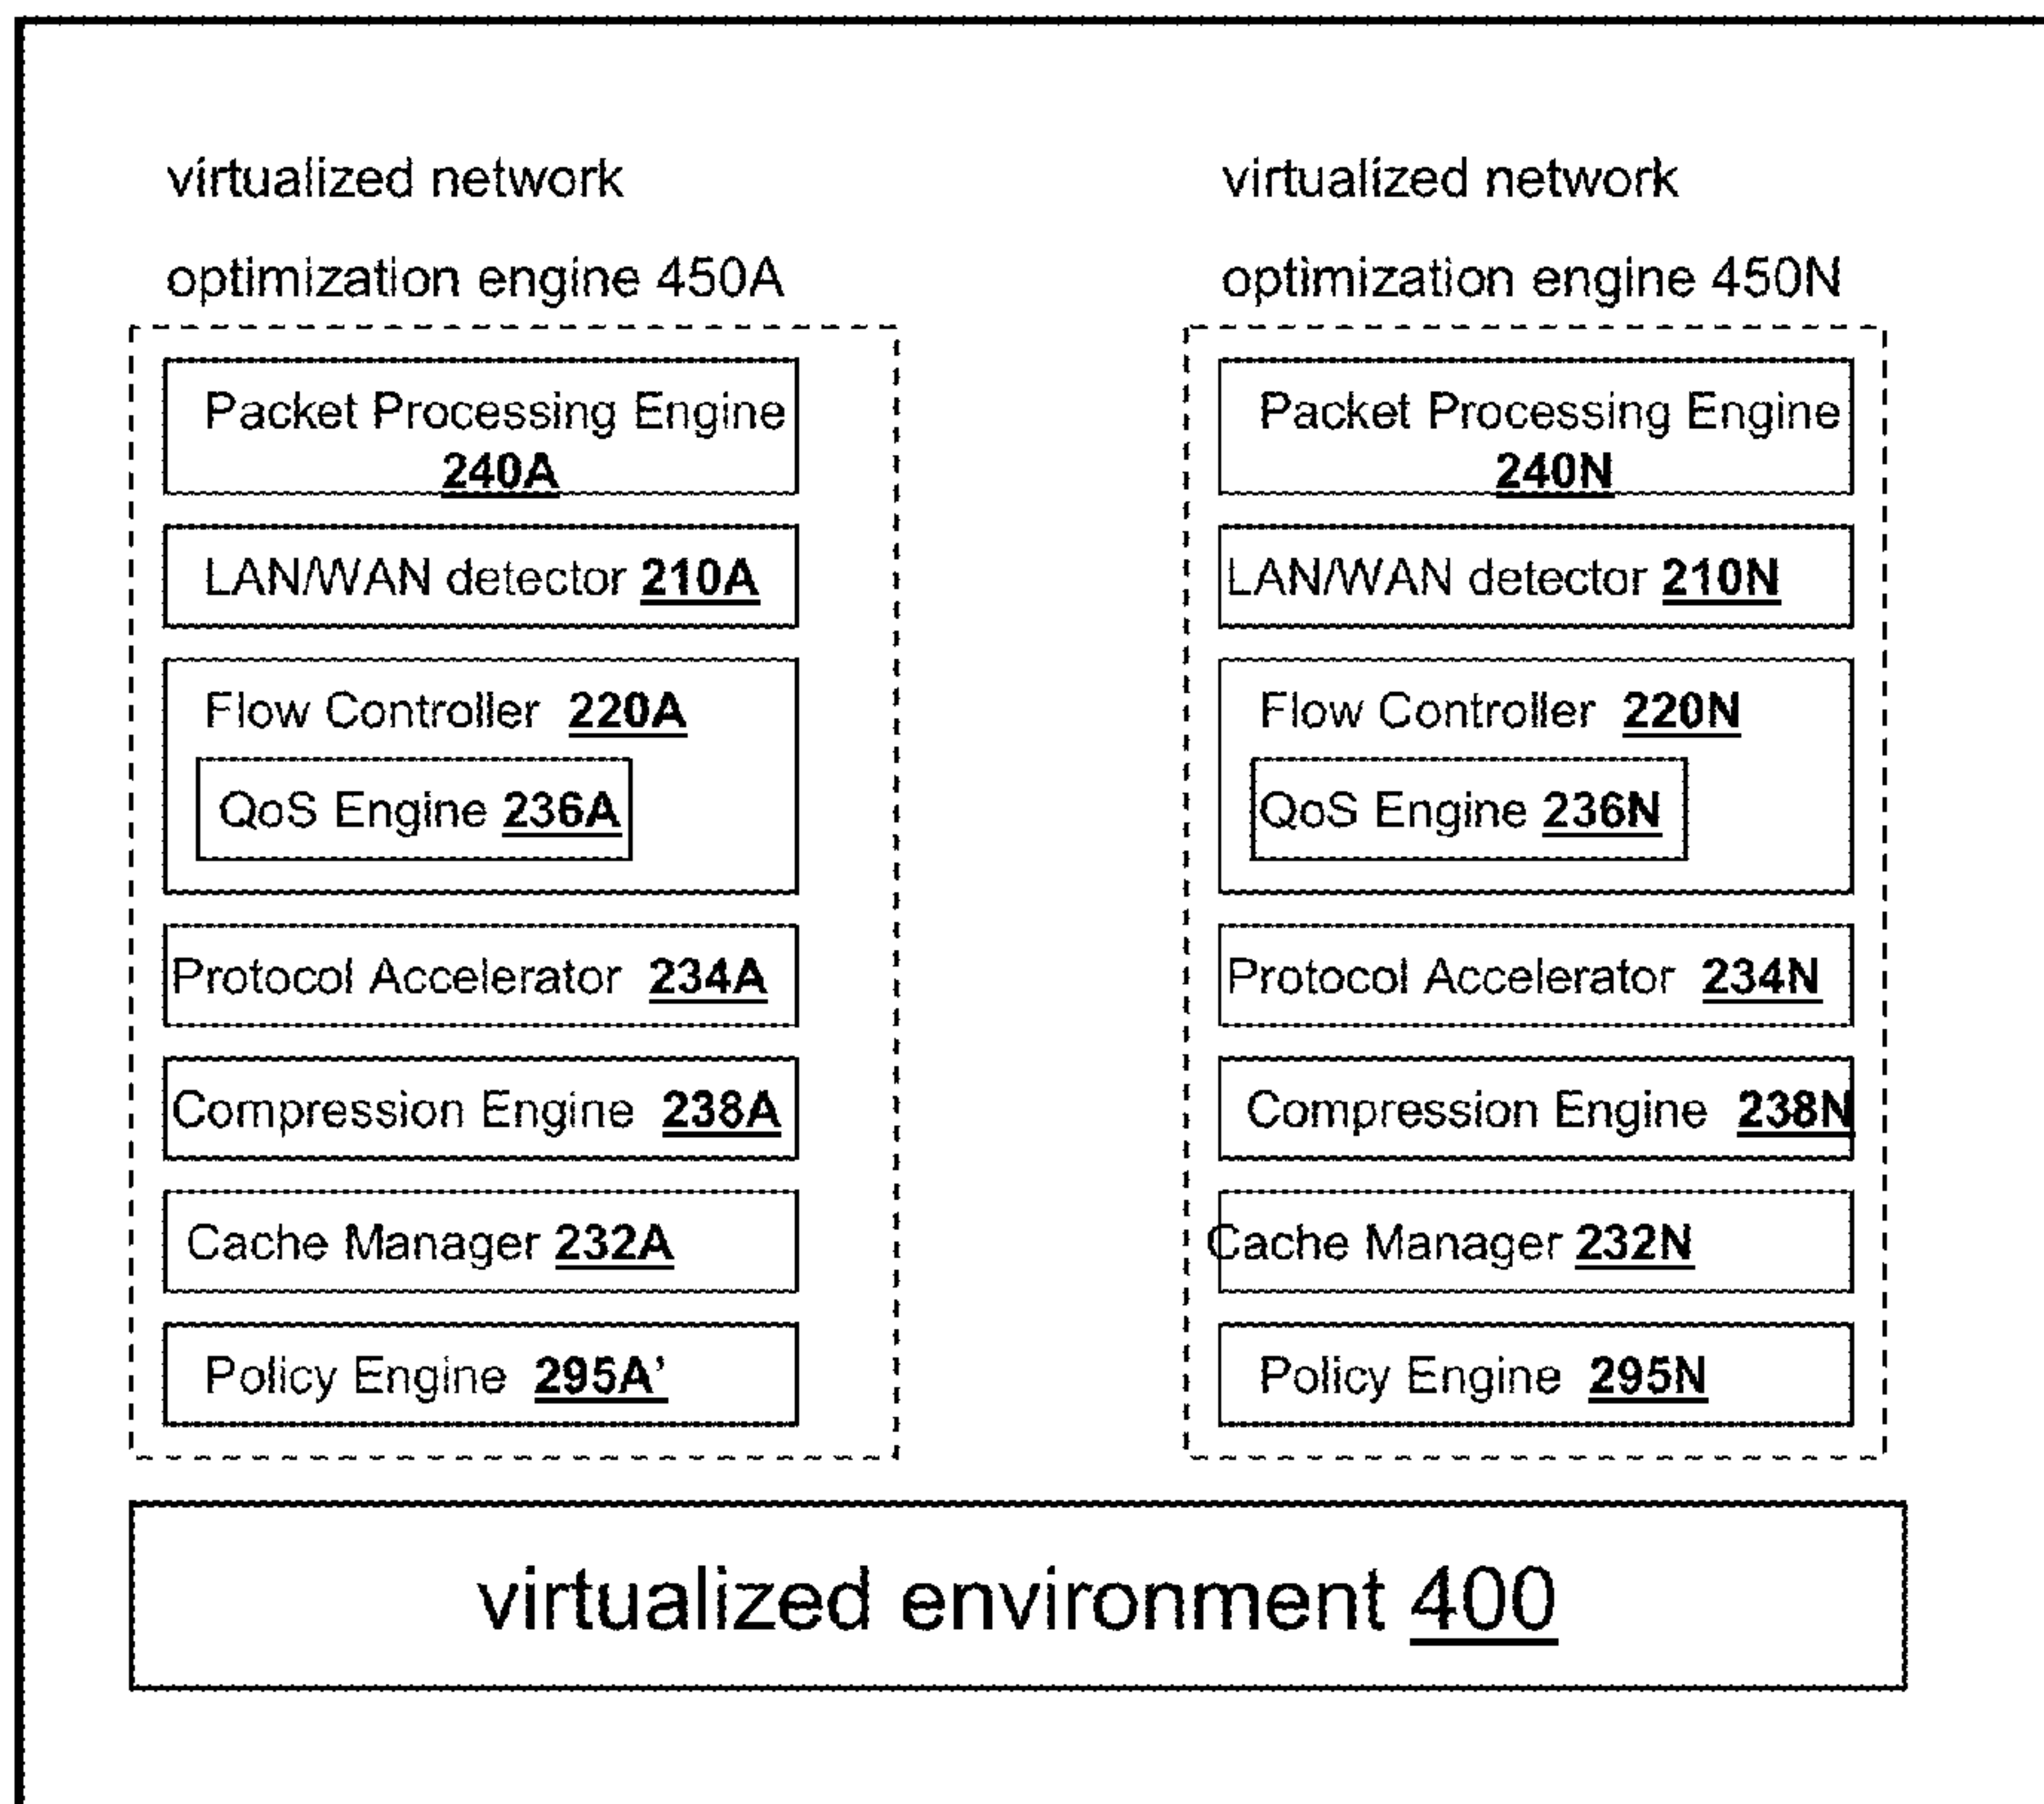 virtualized network
optimization engine 450A
Packet Processing Engine
240A
LAN/WAN detector 210A
Flow Controller 220A
QoS Engine 236A
Protocol Accelerator 234A
Compression Engine 238A
Cache Manager 232A
Policy Engine 295A’
virtualized network
optimization engine 450N
Packet Processing Engine
240N
LAN/WAN detector 210N
Flow Controller 220N
QoS Engine 236N
Protocol Accelerator 234N
Compression Engine 238N
Cache Manager 232N
Policy Engine 295N
virtualized environment 400